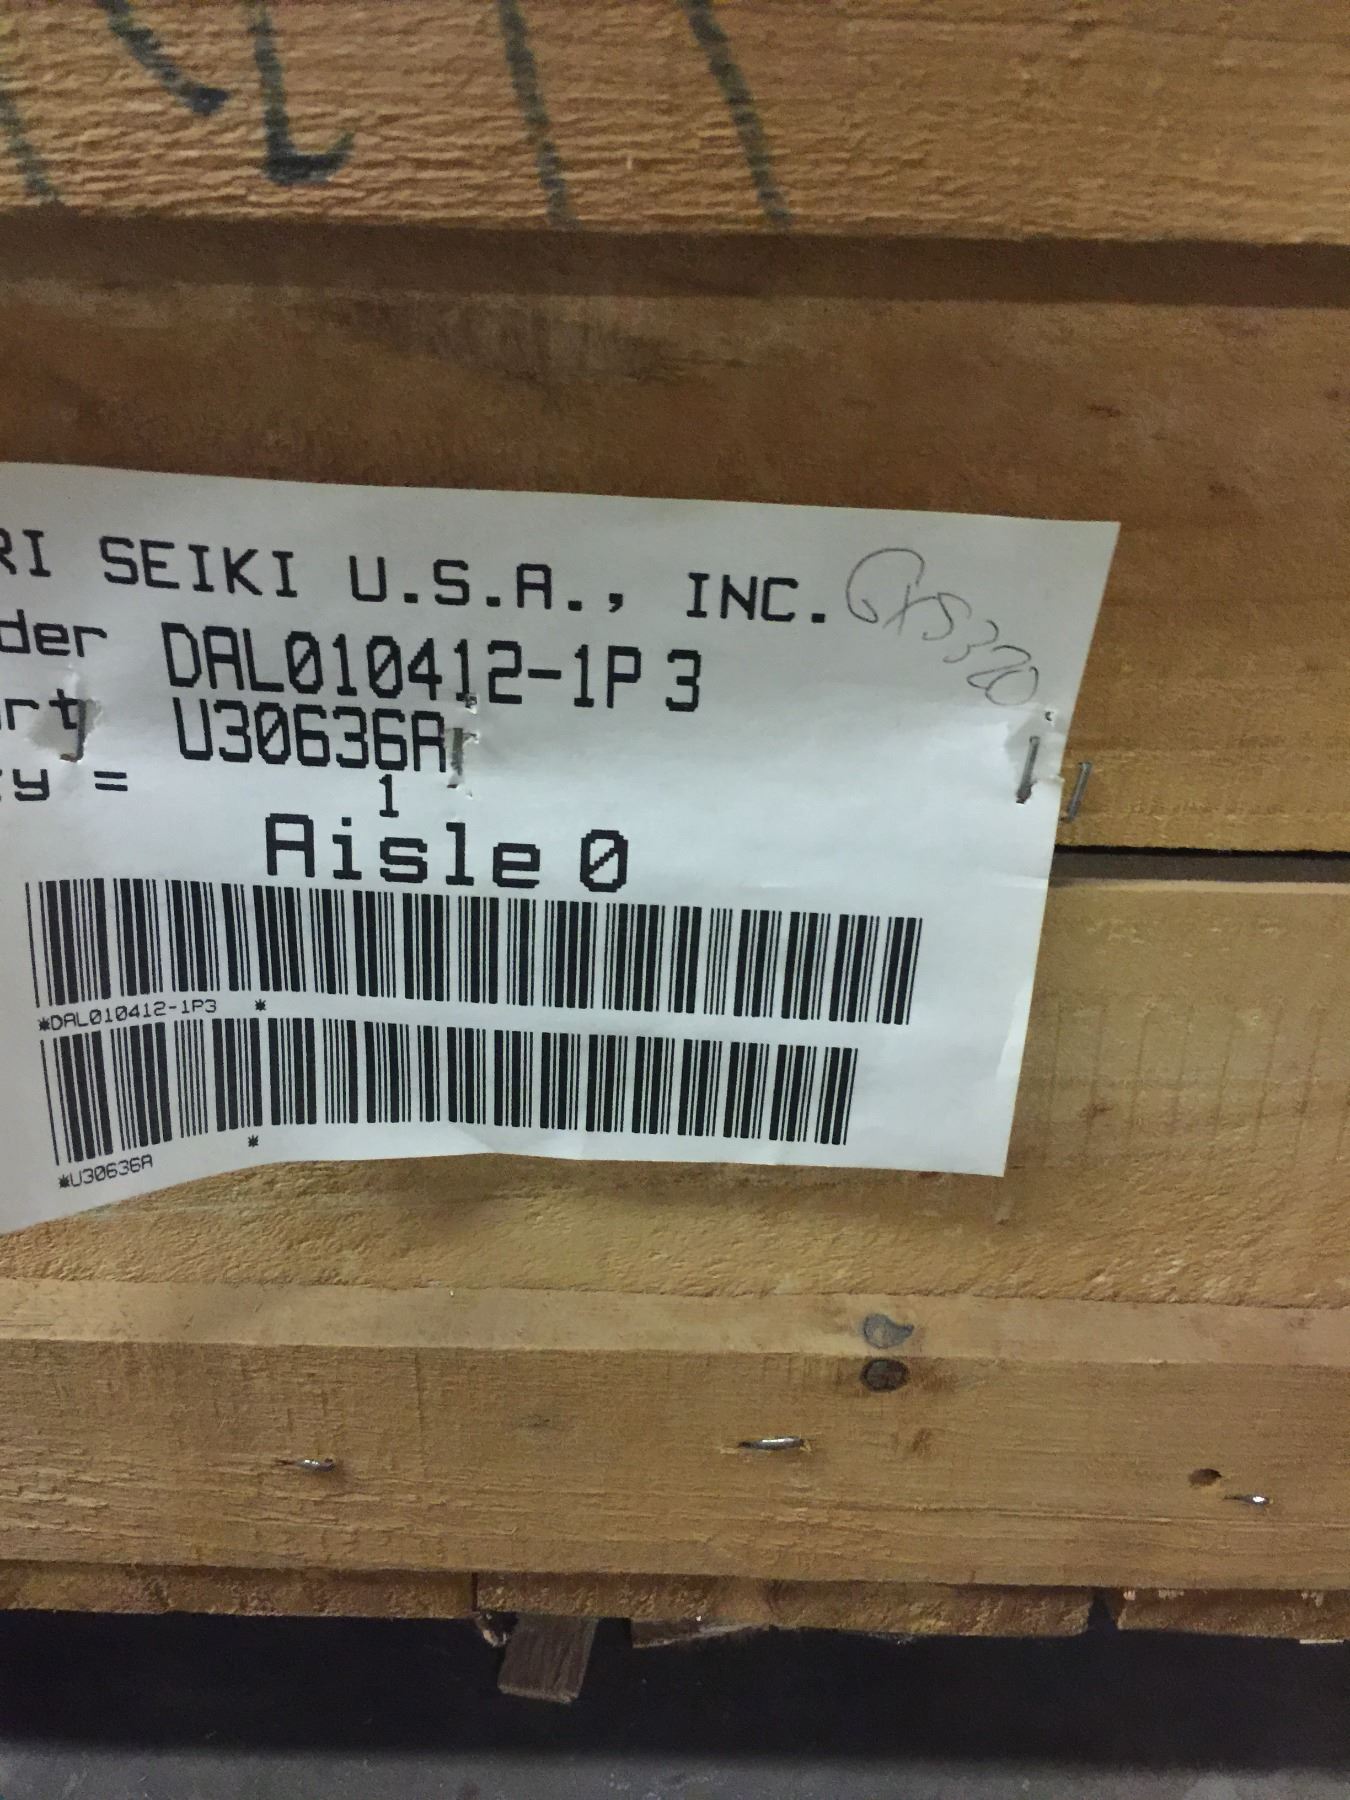 RI SEIKI U.S.A., INC.
der DAL010412-1P 3
rt U30636A
y = 1
Aisle 0
*DAL010412-1P3 *
*U30636A *